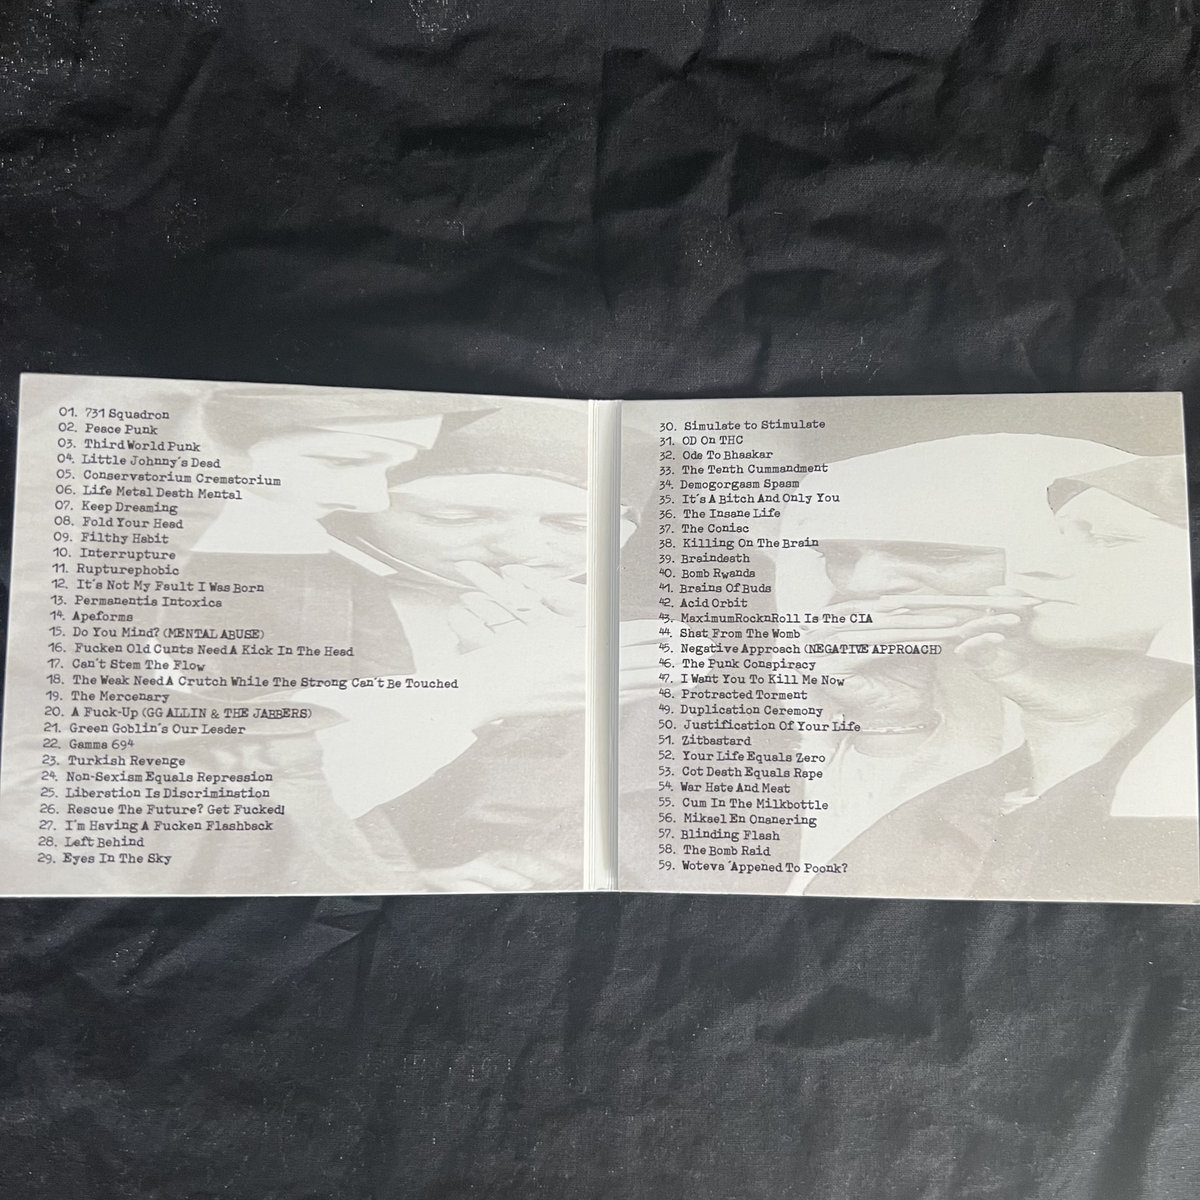 01. 731 Squadron
02. Peace Punk
03. Third World Punk
04. Little Johnny's Dead
05. Conservatorium Crematorium
06. Life Metal Death Mental
07. Keep Dreaming
08. Fold Your Head
09. Filthy Habit
10. Interrupture
11. Rupturephobic
12. It's Not My Fault I Was Born
13. Permanentia Intoxica
14. Apeforms
15. Do You Mind? (MENTAL ABUSE)
16. Fucken Old Cunts Need A Kick In The Head
17. Can't Stem The Flow
18. The Weak Need A Crutch While The Strong Can't Be Touched
19. The Mercenary
20. A Fuck-Up (GG ALLIN & THE JABBERS)
21. Green Goblin's Our Leader
22. Gamma 694
23. Turkish Revenge
24. Non-Sexism Equals Repression
25. Liberation Is Discrimination
26. Rescue The Future? Get Fucked!
27. I'm Having A Fucken Flashback
28. Left Behind
29. Eyes In The Sky
30. Simulate to Stimulate
31. OD On THC
32. Ode To Bhaskar
33. The Tenth Cummandment
34. Demogorgasm Spasm
35. It's A Bitch And Only You
36. The Insane Life
37. The Coniac
38. Killing On The Brain
39. Braindeath
40. Bomb Rwanda
41. Brains Of Buds
42. Acid Orbit
43. MaximumRocknRoll Is The CIA
44. Shat From The Womb
45. Negative Approach (NEGATIVE APPROACH)
46. The Punk Conspiracy
47. I Want You To Kill Me Now
48. Protracted Torment
49. Duplication Ceremony
50. Justification Of Your Life
51. Zitbastard
52. Your Life Equals Zero
53. Cot Death Equals Rape
54. War Hate And Meat
55. Cum In The Milkbottle
56. Mikael En Onanering
57. Blinding Flash
58. The Bomb Raid
59. Woteva 'Appened To Poonk?